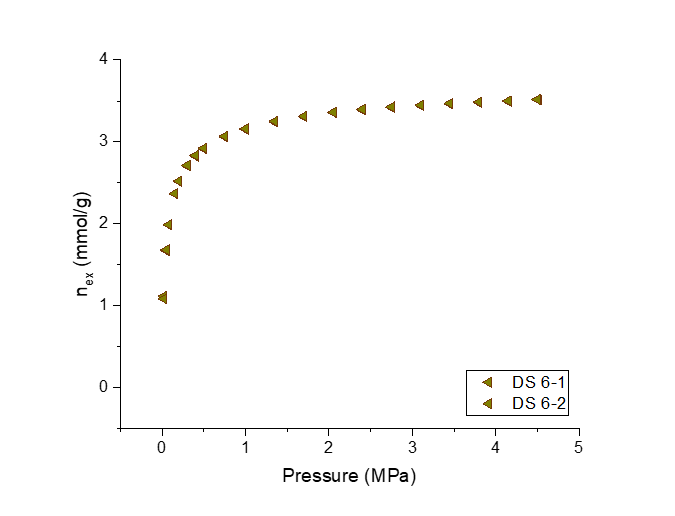 4
3
2
1
0
n_ex (mmol/g)
0 1 2 3 4 5
Pressure (MPa)
DS 6-1
DS 6-2